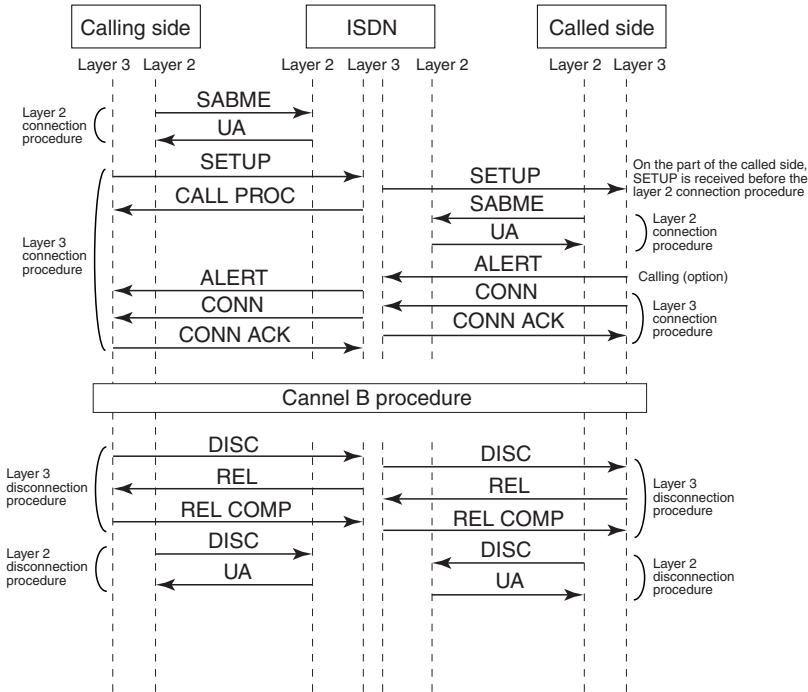 Calling side
ISDN
Called side
Layer 3 Layer 2
Layer 2 Layer 3 Layer 2
Layer 2 Layer 3
SABME
Layer 2
connection
procedure
UA
SETUP
SETUP
On the part of the called side,
SETUP is received before the
layer 2 connection procedure
CALL PROC
SABME
Layer 2
connection
procedure
UA
Layer 3
connection
procedure
ALERT
Calling (option)
ALERT
CONN
CONN
Layer 3
connection
procedure
CONN ACK
CONN ACK
Cannel B procedure
DISC
DISC
Layer 3
disconnection
procedure
REL
REL
Layer 3
disconnection
procedure
REL COMP
REL COMP
DISC
DISC
Layer 2
disconnection
procedure
UA
UA
Layer 2
disconnection
procedure